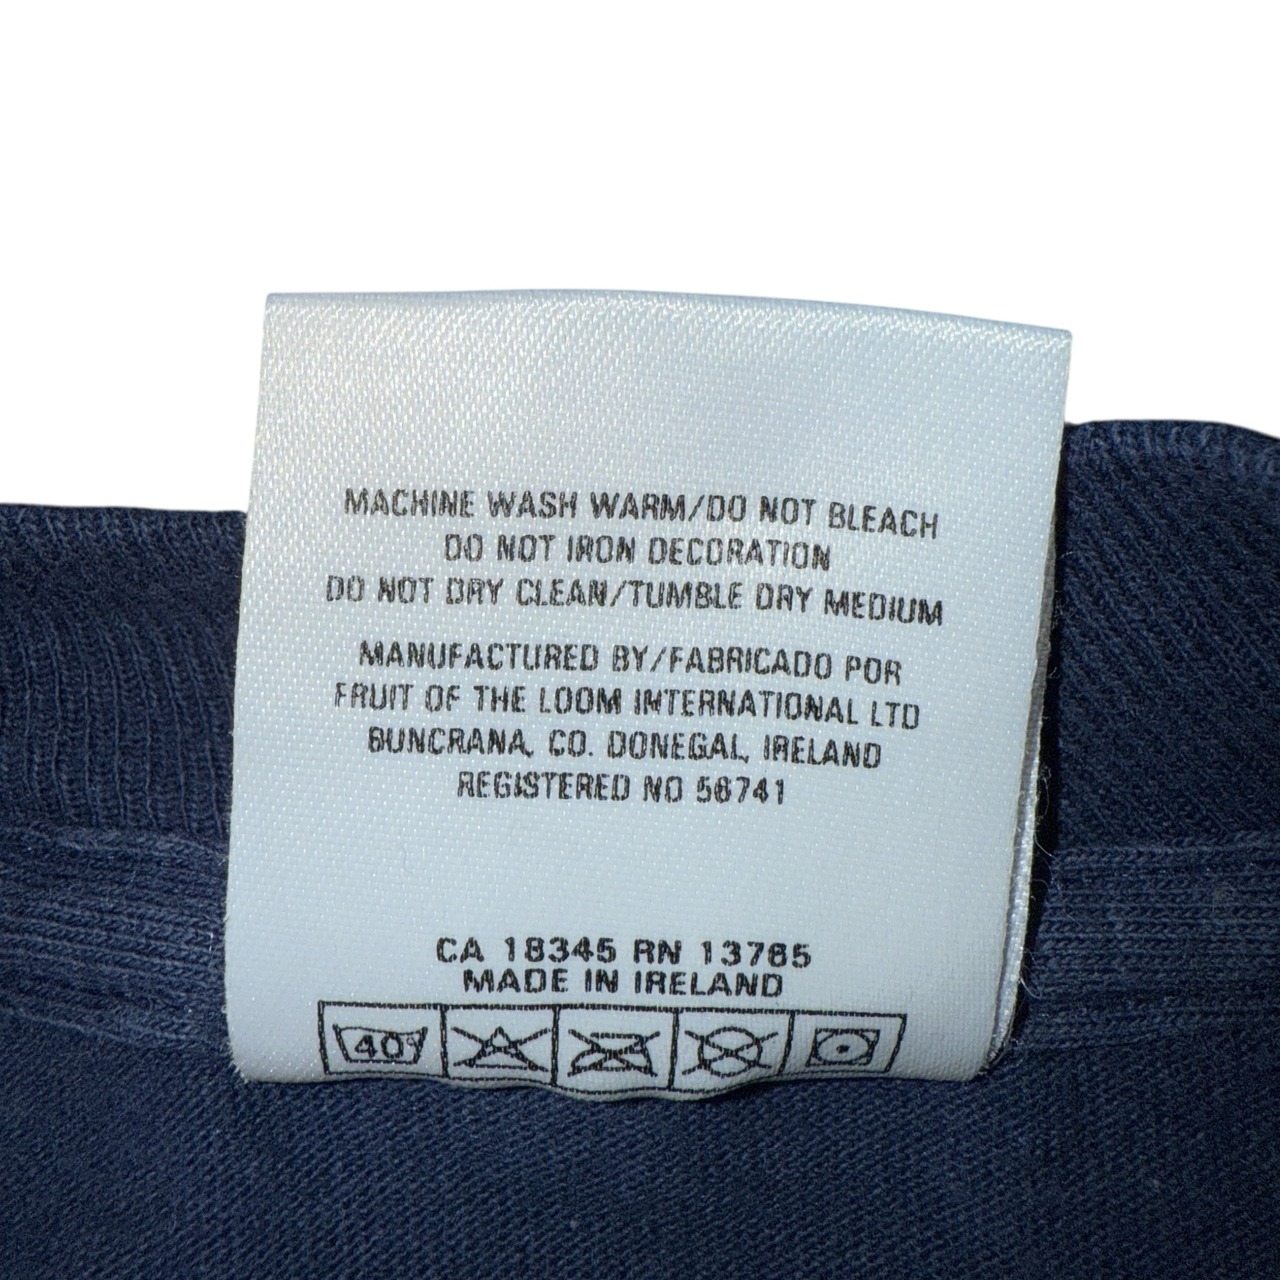 MACHINE WASH WARM/DO NOT BLEACH
DO NOT IRON DECORATION
DO NOT DRY CLEAN/TUMBLE DRY MEDIUM
MANUFACTURED BY/FABRICADO POR
FRUIT OF THE LOOM INTERNATIONAL LTD
BUNCRANA, CO. DONEGAL, IRELAND
REGISTERED NO 56741
CA 18345 RN 13765
MADE IN IRELAND
40°